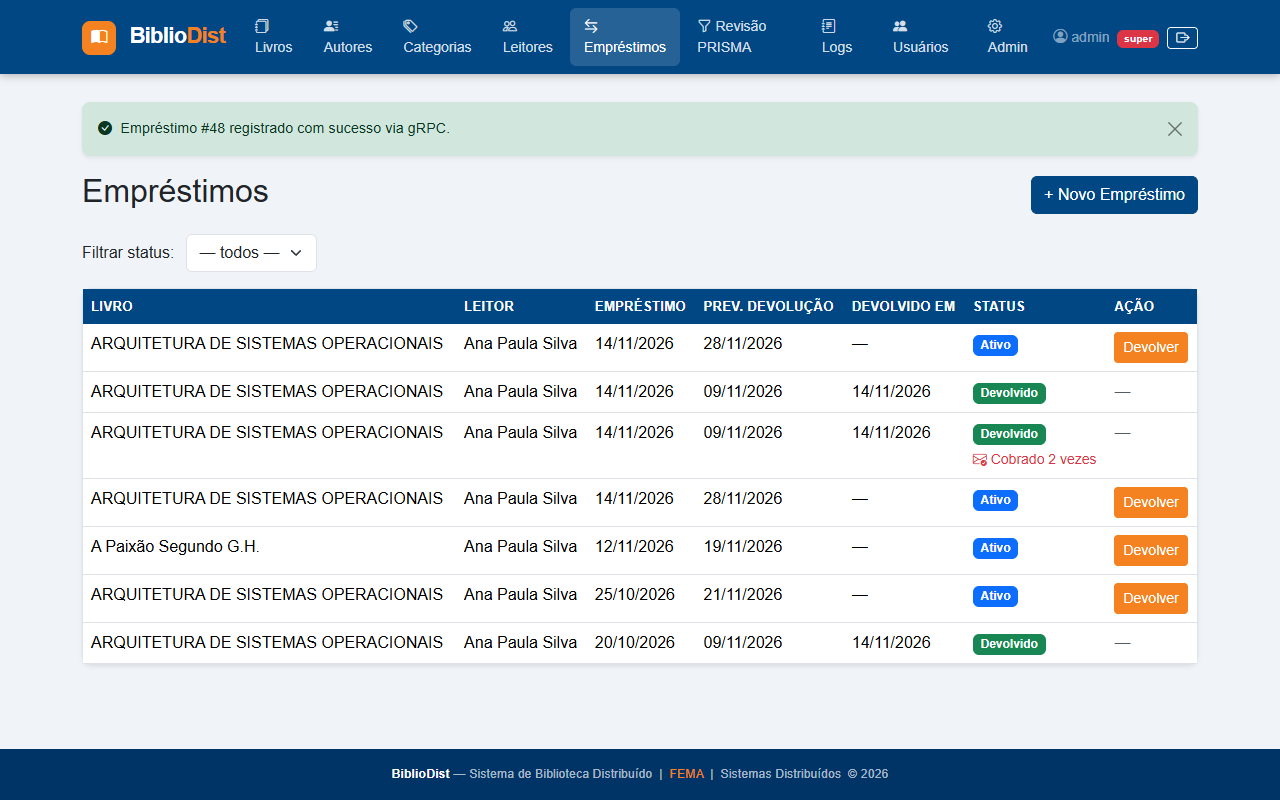 BiblioDist
Livros
Autores
Categorias
Leitores
Empréstimos
Revisão
PRISMA
Logs
Usuários
Admin
admin
super
Empréstimo #48 registrado com sucesso via gRPC.
Empréstimos
+ Novo Empréstimo
Filtrar status: — todos —
LIVRO LEITOR EMPRÉSTIMO PREV. DEVOLUÇÃO DEVOLVIDO EM STATUS AÇÃO
ARQUITETURA DE SISTEMAS OPERACIONAIS Ana Paula Silva 14/11/2026 28/11/2026 — Ativo Devolver
ARQUITETURA DE SISTEMAS OPERACIONAIS Ana Paula Silva 14/11/2026 09/11/2026 14/11/2026 Devolvido —
ARQUITETURA DE SISTEMAS OPERACIONAIS Ana Paula Silva 14/11/2026 09/11/2026 14/11/2026 Devolvido —
Cobrado 2 vezes
ARQUITETURA DE SISTEMAS OPERACIONAIS Ana Paula Silva 14/11/2026 28/11/2026 — Ativo Devolver
A Paixão Segundo G.H. Ana Paula Silva 12/11/2026 19/11/2026 — Ativo Devolver
ARQUITETURA DE SISTEMAS OPERACIONAIS Ana Paula Silva 25/10/2026 21/11/2026 — Ativo Devolver
ARQUITETURA DE SISTEMAS OPERACIONAIS Ana Paula Silva 20/10/2026 09/11/2026 14/11/2026 Devolvido —
BiblioDist — Sistema de Biblioteca Distribuído | FEMA | Sistemas Distribuídos © 2026